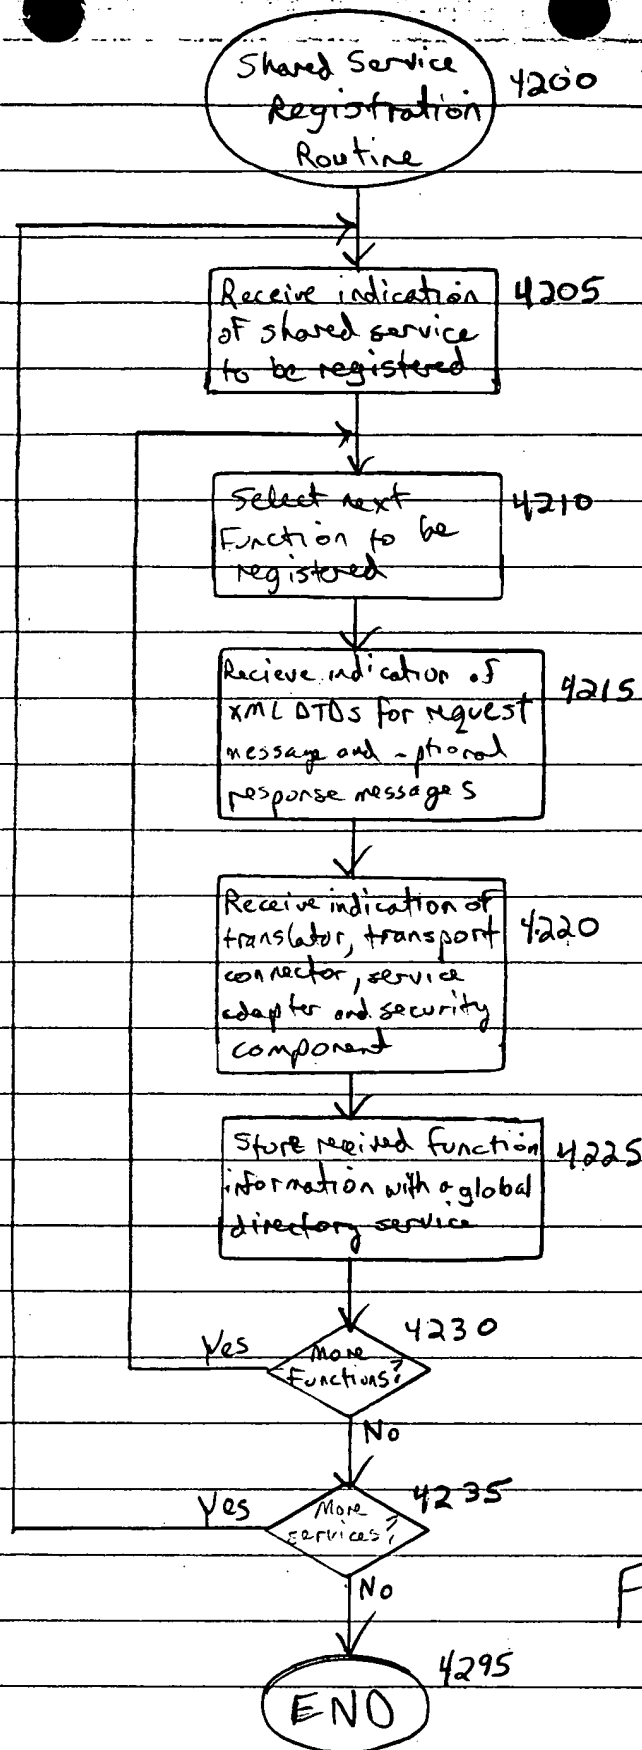 Shared Service
Registration
Routine
4200
Receive indication
of shared service
to be registered
4205
Select next
Function to be
registered
4210
Recieve indication of
XML DTDs for request
message and optional
response messages
4215
Receive indication of
translator, transport
connector, service
adapter and security
component
4220
Store received function
information with a global
directory service
4225
More
Functions?
4230
Yes
No
More
services?
4235
Yes
No
F
END
4295